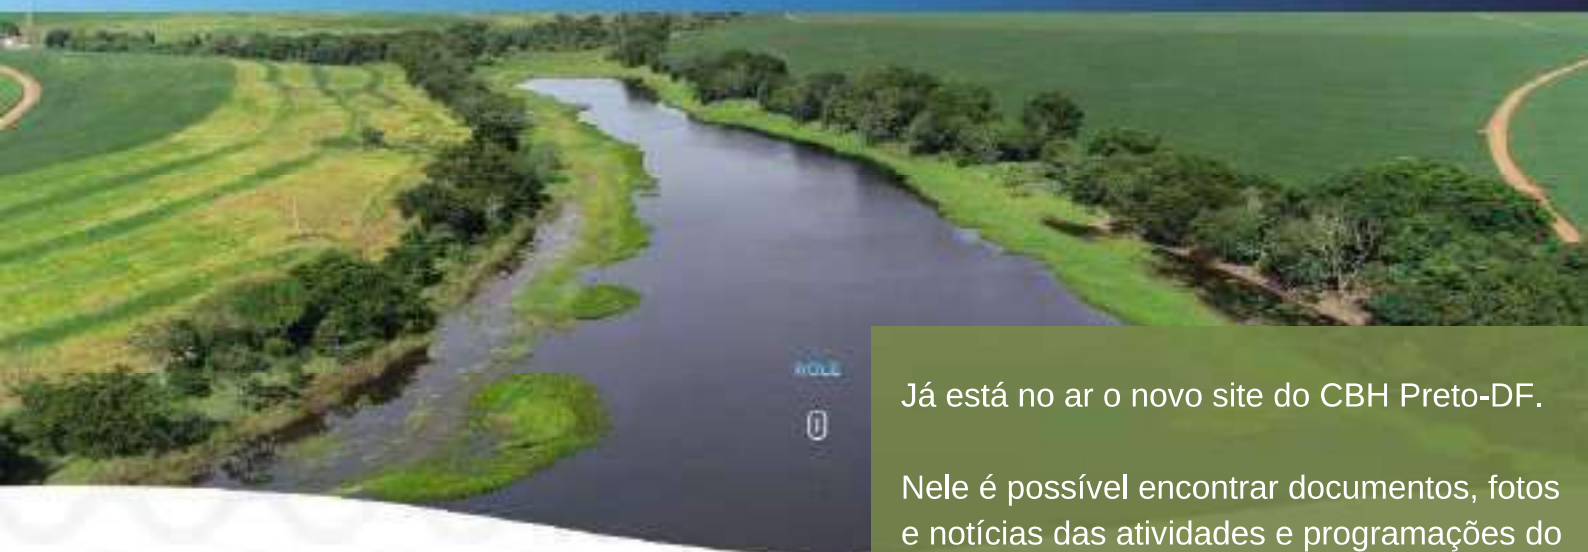 ROLE
Já está no ar o novo site do CBH Preto-DF.
Nele é possível encontrar documentos, fotos
e notícias das atividades e programações do